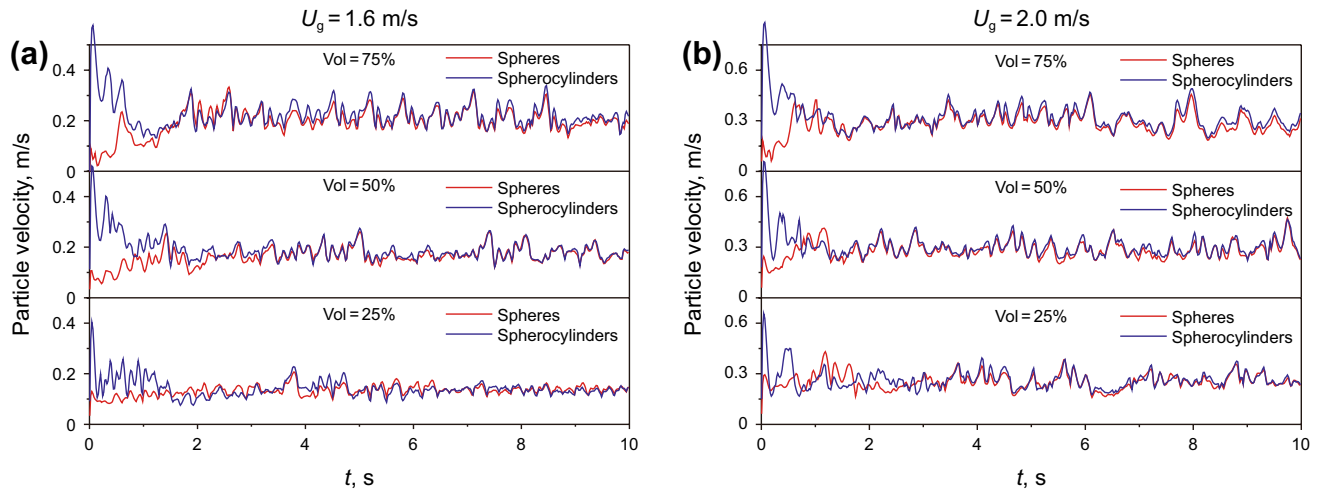 U_g = 1.6 m/s
(a)
Particle velocity, m/s
Vol = 75%
Spheres
Spherocylinders
0.4
0.2
0
Vol = 50%
Spheres
Spherocylinders
0.4
0.2
0
Vol = 25%
Spheres
Spherocylinders
0.4
0.2
0
0 2 4 6 8 10
t, s
U_g = 2.0 m/s
(b)
Particle velocity, m/s
Vol = 75%
Spheres
Spherocylinders
0.6
0.3
0
Vol = 50%
Spheres
Spherocylinders
0.6
0.3
0
Vol = 25%
Spheres
Spherocylinders
0.6
0.3
0
0 2 4 6 8 10
t, s